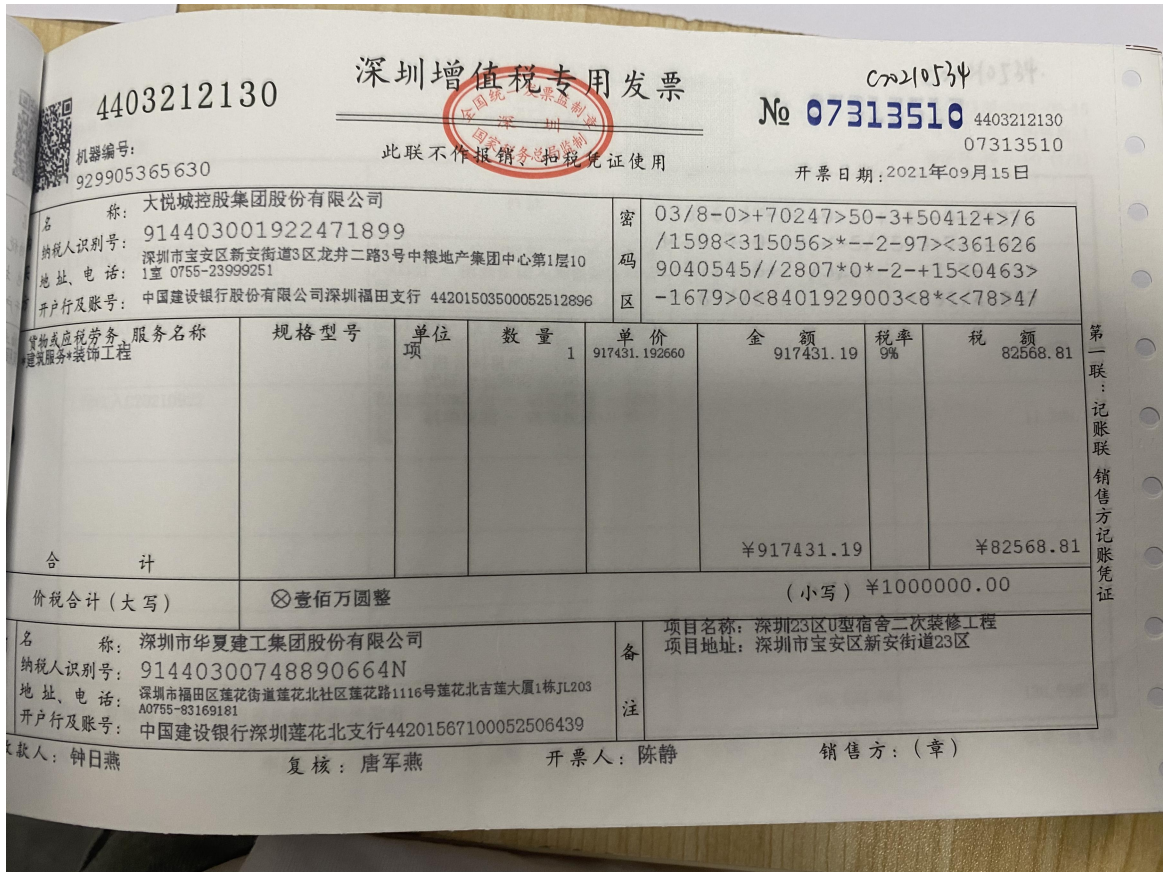 深圳增值税专用发票
4403212130
C00210534
№ 07313510
4403212130
07313510
机器编号:
929905365630
全国统一发票监制章
深圳
国家税务总局监制
此联不作报销、扣税凭证使用
开票日期:2021年09月15日
名称:大悦城控股集团股份有限公司
纳税人识别号:914403001922471899
地址、电话:深圳市宝安区新安街道3区龙井二路3号中粮地产集团中心第1层10
1室 0755-23999251
开户行及账号:中国建设银行股份有限公司深圳福田支行 44201503500052512896
密码区
03/8-0>+70247>50-3+50412+>/6
/1598<315056>*--2-97><361626
9040545//2807*0*-2-+15<0463>
-1679>0<8401929003<8*<<78>4/
货物或应税劳务、服务名称 规格型号 单位 数量 单价 金额 税率 税额
*建筑服务*装饰工程 项 1 917431.192660 917431.19 9% 82568.81
合计 ¥917431.19 ¥82568.81
价税合计(大写) ⊗壹佰万圆整 (小写) ¥1000000.00
名称:深圳市华夏建工集团股份有限公司
纳税人识别号:91440300748890664N
地址、电话:深圳市福田区莲花街道莲花北社区莲花路1116号莲花北吉莲大厦1栋JL203
A0755-83169181
开户行及账号:中国建设银行深圳莲花北支行44201567100052506439
备注
项目名称:深圳23区U型宿舍二次装修工程
项目地址:深圳市宝安区新安街道23区
收款人:钟日燕 复核:唐军燕 开票人:陈静 销售方:(章)
第一联:记账联 销售方记账凭证